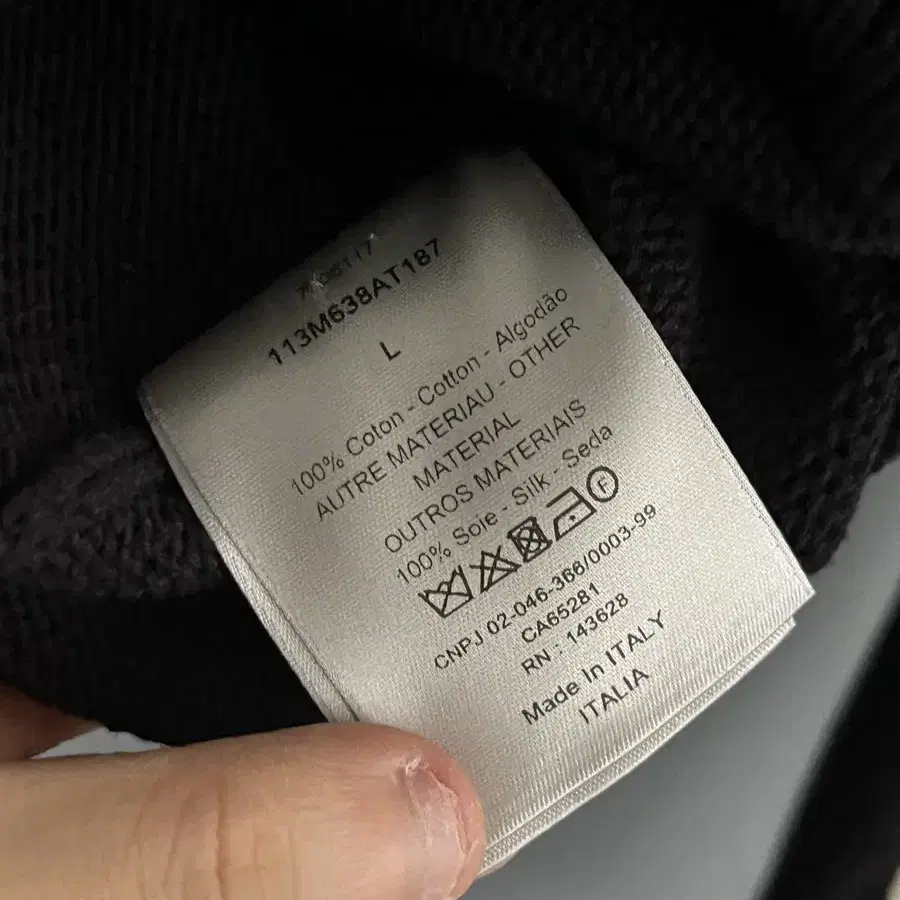 113M638AT187
L
100% Coton - Cotton - Algodão
AUTRE MATERIAU - OTHER
MATERIAL
OUTROS MATERIAIS
100% Soie - Silk - Seda
F
CNPJ 02-046-366/0003-99
CA65281
RN : 143628
Made In ITALY
ITALIA